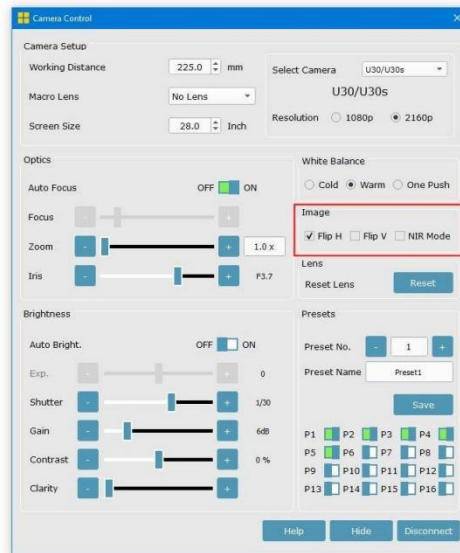 Camera Control
Camera Setup
Working Distance 225.0 mm
Macro Lens No Lens
Screen Size 28.0 Inch
Select Camera U30/U30s
U30/U30s
Resolution 1080p 2160p
Optics
Auto Focus OFF ON
Focus - +
Zoom - + 1.0 x
Iris - + F3.7
White Balance
Cold Warm One Push
Image
Flip H Flip V NIR Mode
Lens
Reset Lens Reset
Brightness
Auto Bright. OFF ON
Exp. - + 0
Shutter - + 1/30
Gain - + 6dB
Contrast - + 0 %
Clarity - +
Presets
Preset No. - 1 +
Preset Name Preset1
Save
P1 P2 P3 P4
P5 P6 P7 P8
P9 P10 P11 P12
P13 P14 P15 P16
Help Hide Disconnect